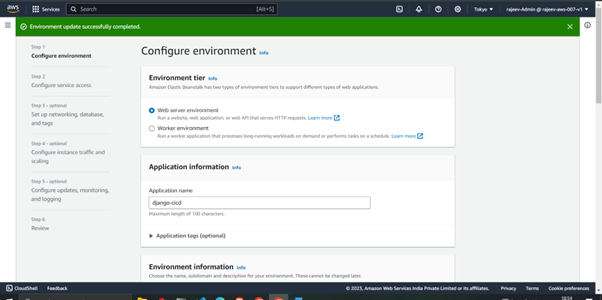 aws
Services
Search
[Alt+S]
Tokyo
rajeev-Admin @ rajeev-aws-007-v1
Environment update successfully completed.
Step 1
Configure environment
Step 2
Configure service access
Step 3 - optional
Set up networking, database,
and tags
Step 4 - optional
Configure instance traffic and
scaling
Step 5 - optional
Configure updates, monitoring,
and logging
Step 6
Review
Configure environment Info
Environment tier Info
Amazon Elastic Beanstalk has two types of environment tiers to support different types of web applications.
Web server environment
Run a website, web application, or web API that serves HTTP requests. Learn more
Worker environment
Run a worker application that processes long-running workloads on demand or performs tasks on a schedule. Learn more
Application information Info
Application name
django-cicd
Maximum length of 100 characters.
Application tags (optional)
Environment information Info
Choose the name, subdomain and description for your environment. These cannot be changed later.
CloudShell
Feedback
© 2023, Amazon Web Services India Private Limited or its affiliates.
Privacy
Terms
Cookie preferences
18:54